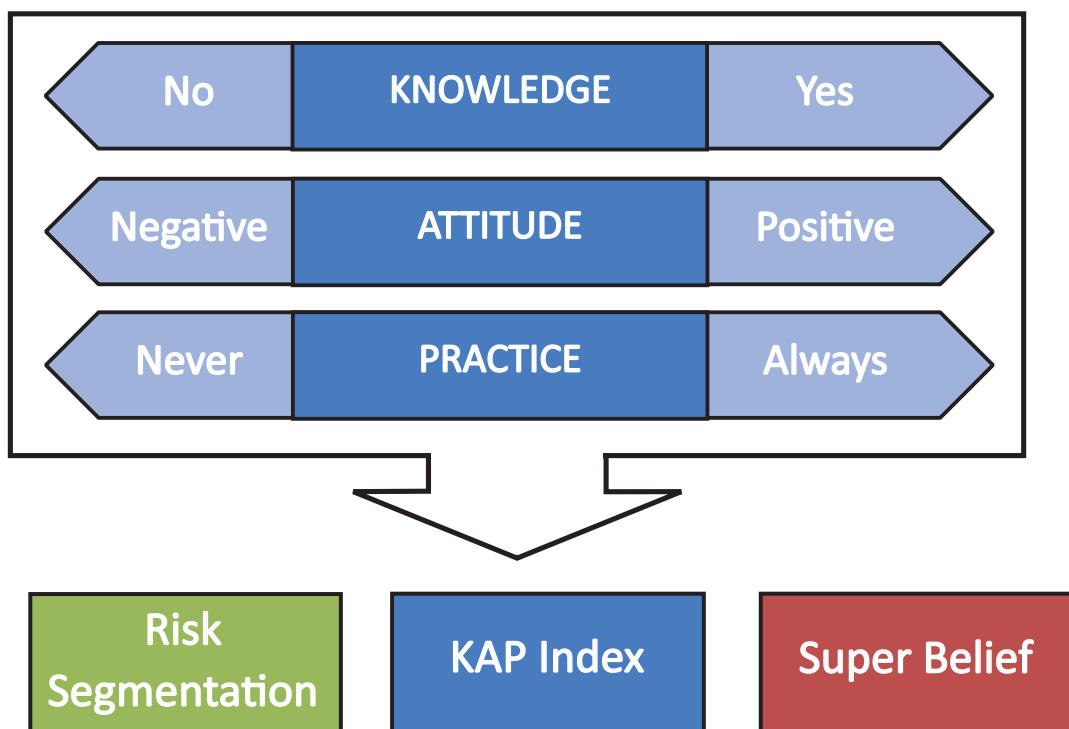 No KNOWLEDGE Yes
Negative ATTITUDE Positive
Never PRACTICE Always
Risk
Segmentation
KAP Index
Super Belief